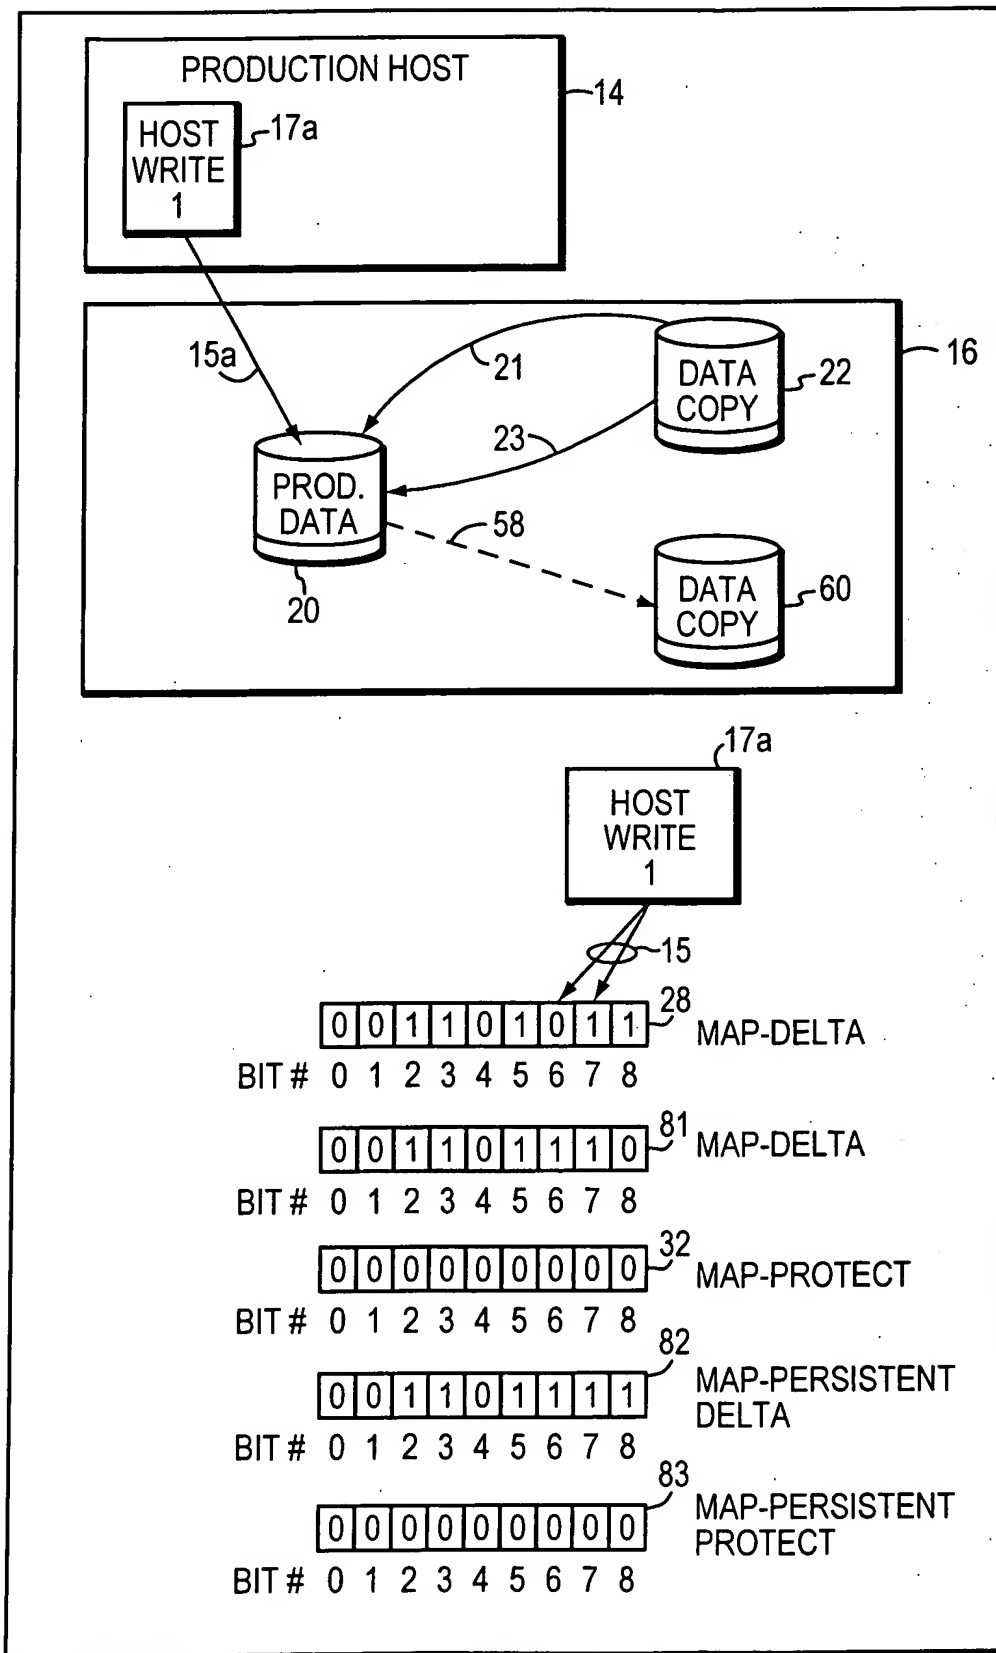 PRODUCTION HOST
14
HOST
WRITE
1
17a
15a
16
21
DATA
COPY
22
23
PROD.
DATA
20
58
DATA
COPY
60
17a
HOST
WRITE
1
15
28
0 0 1 1 0 1 0 1 1 MAP-DELTA
BIT # 0 1 2 3 4 5 6 7 8
81
0 0 1 1 0 1 1 1 0 MAP-DELTA
BIT # 0 1 2 3 4 5 6 7 8
32
0 0 0 0 0 0 0 0 0 MAP-PROTECT
BIT # 0 1 2 3 4 5 6 7 8
82
0 0 1 1 0 1 1 1 1 MAP-PERSISTENT
DELTA
BIT # 0 1 2 3 4 5 6 7 8
83
0 0 0 0 0 0 0 0 0 MAP-PERSISTENT
PROTECT
BIT # 0 1 2 3 4 5 6 7 8